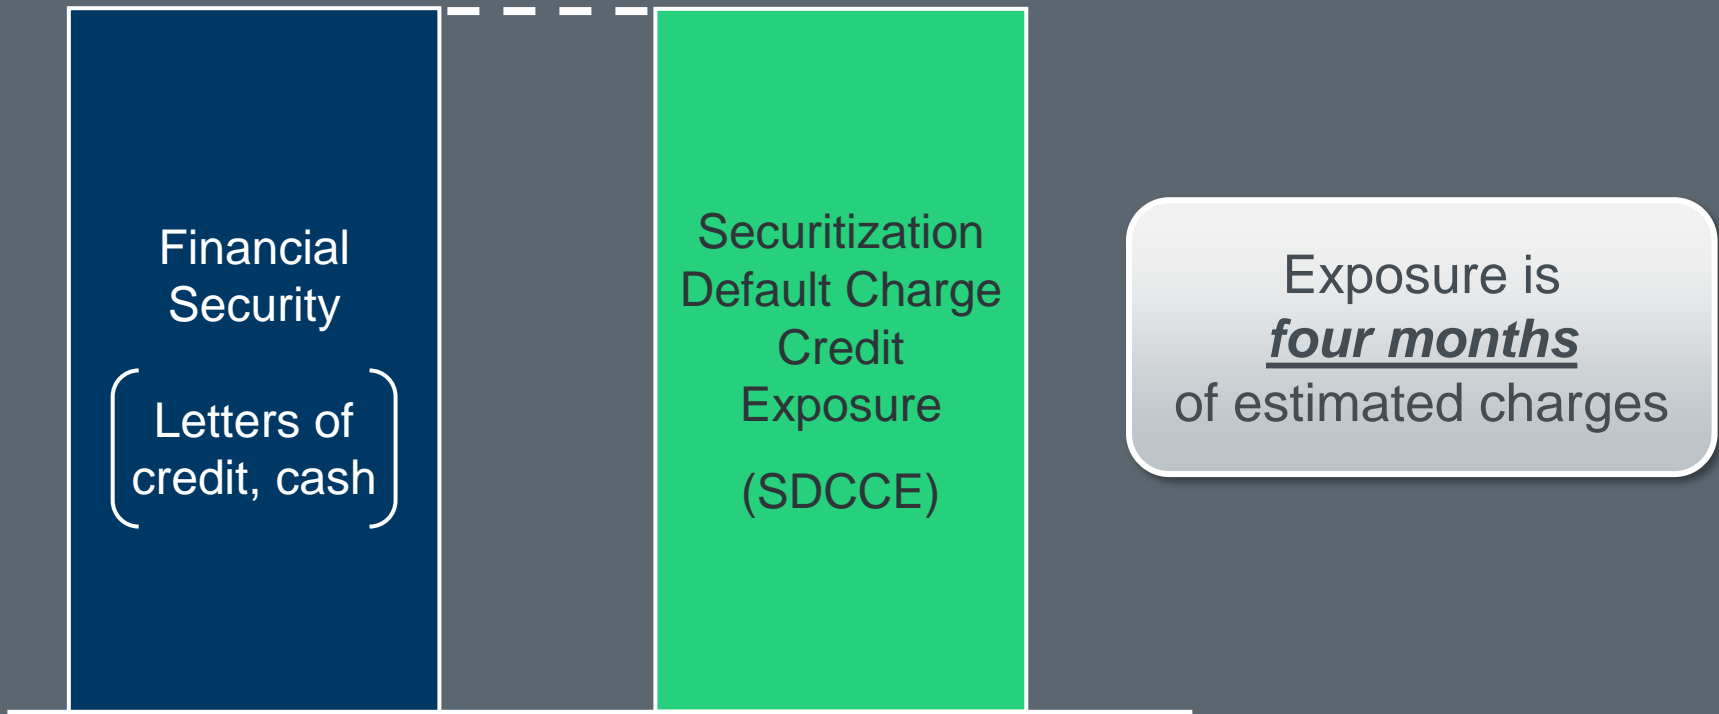 Financial
Security
Letters of
credit, cash
Securitization
Default Charge
Credit
Exposure
(SDCCE)
Exposure is
four months
of estimated charges